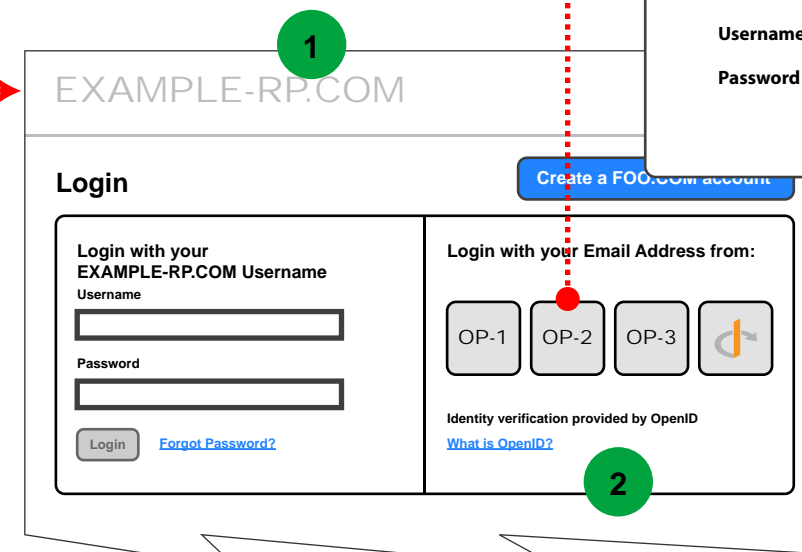 1
Username
Password
EXAMPLE-RP.COM
Login
Create a FOO.COM account
Login with your
EXAMPLE-RP.COM Username
Username
Password
Login
Forgot Password?
Login with your Email Address from:
OP-1
OP-2
OP-3
Identity verification provided by OpenID
What is OpenID?
2